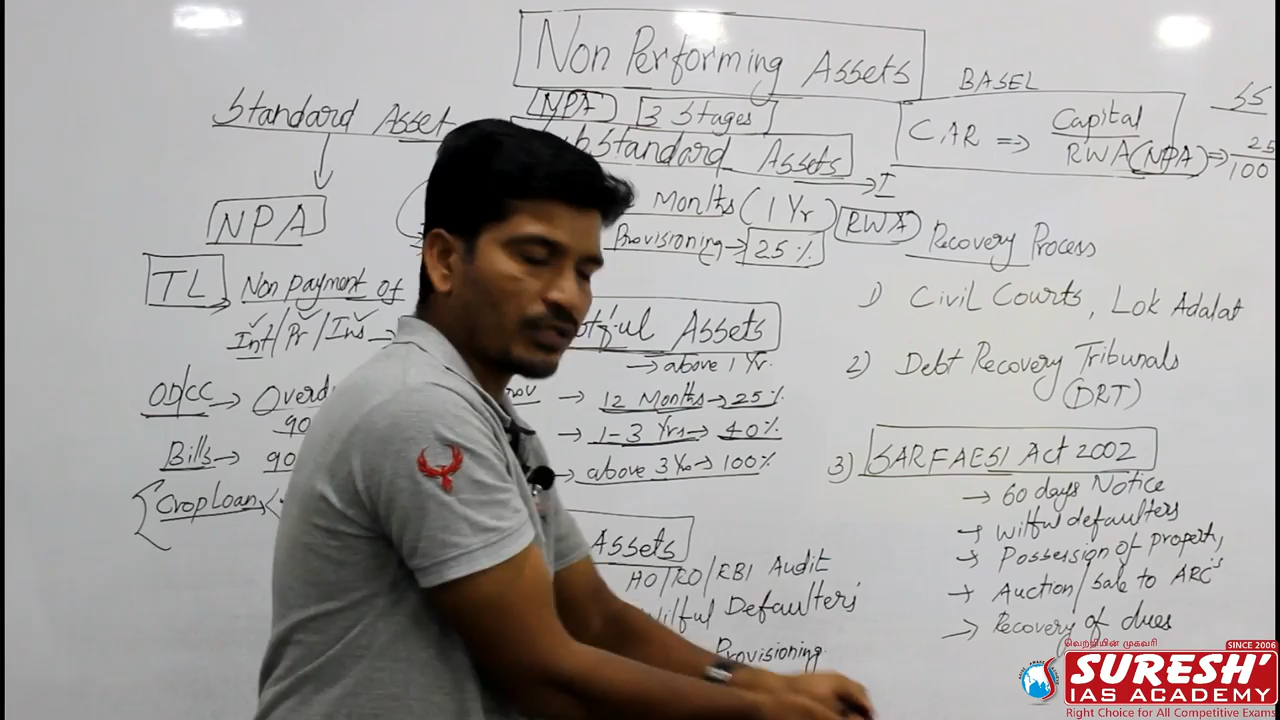 Non Performing Assets
NPA 3 Stages
Standard Asset
NPA
TL Non payment of
Int/Pr/Ins →
OD/CC →
Bills → 90
Crop loan
Standard Assets
→ I
Months (1 Yr)
Provisioning → 25%
RWA
Assets
→ above 1 Yr.
→ 12 Months → 25%
→ 1-3 Yrs → 40%
→ above 3 Yrs → 100%
Assets
HO/RO/RBI Audit
Wilful Defaulters
Provisioning
BASEL
CAR => Capital
RWA (NPA) =>
25
100
Recovery Process
1) Civil Courts, Lok Adalat
2) Debt Recovery Tribunals
(DRT)
3) SARFAESI Act 2002
→ 60 days Notice
→ Wilful defaulters
→ Possession of property,
→ Auction/sale to ARC's
→ Recovery of dues
வெற்றியின் முகவரி
SINCE 2006
SURESH'
IAS ACADEMY
Right Choice for All Competitive Exams